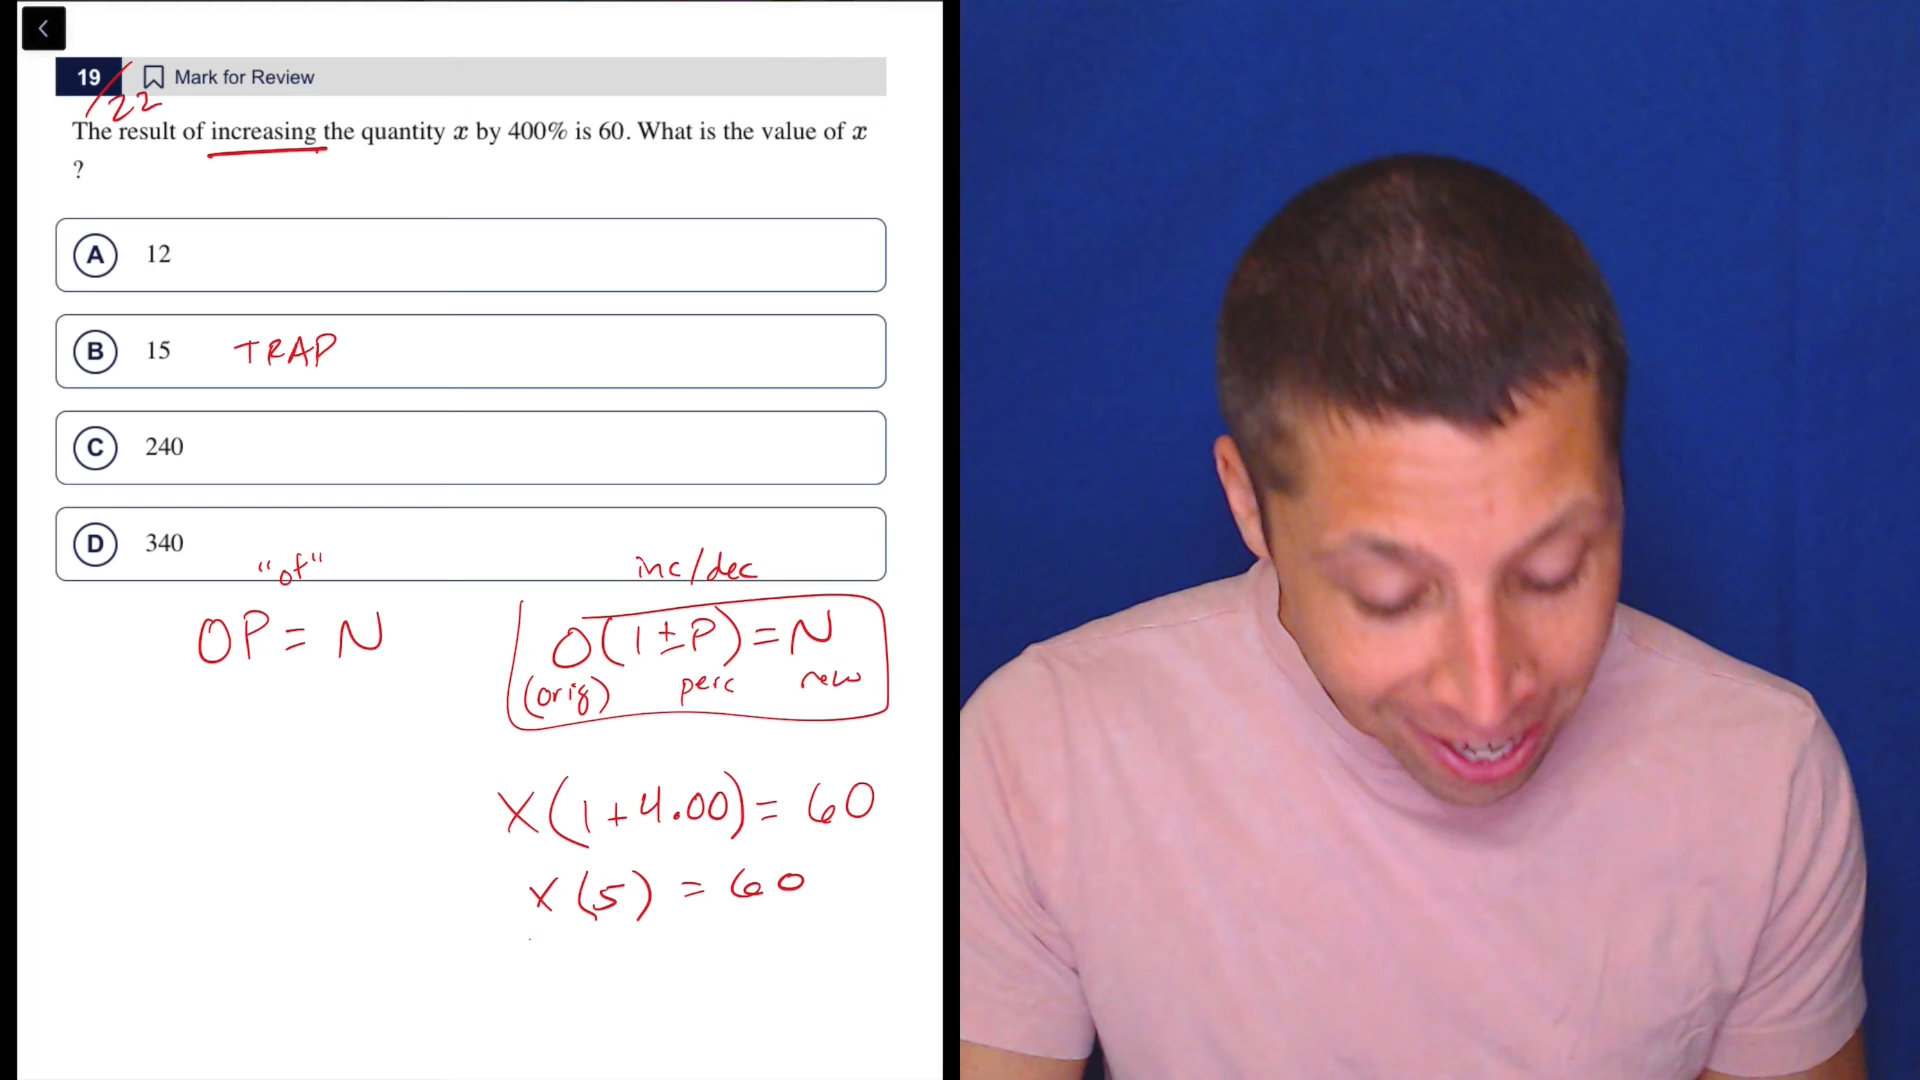 19 Mark for Review
/22
The result of increasing the quantity x by 400% is 60. What is the value of x
?
A 12
B 15 TRAP
C 240
D 340
"of" inc/dec
OP = N O(1 ± P) = N
(orig) perc new
X(1+4.00) = 60
X(5) = 60